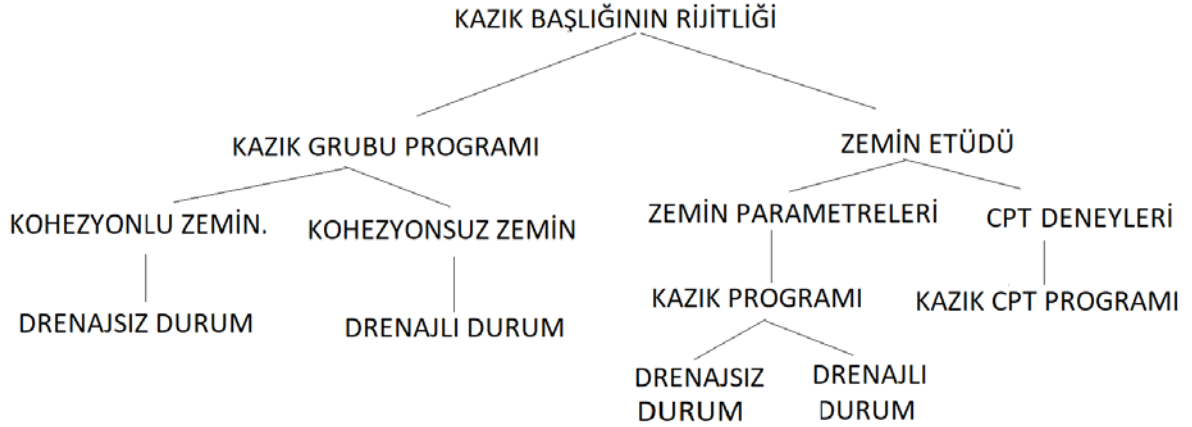 KAZIK BAŞLIĞININ RİJİTLİĞİ
KAZIK GRUBU PROGRAMI
ZEMİN ETÜDÜ
KOHEZYONLU ZEMİN.
KOHEZYONSUZ ZEMİN
ZEMİN PARAMETRELERİ
CPT DENEYLERİ
DRENAJSIZ DURUM
DRENAJLI DURUM
KAZIK PROGRAMI
KAZIK CPT PROGRAMI
DRENAJSIZ
DURUM
DRENAJLI
DURUM